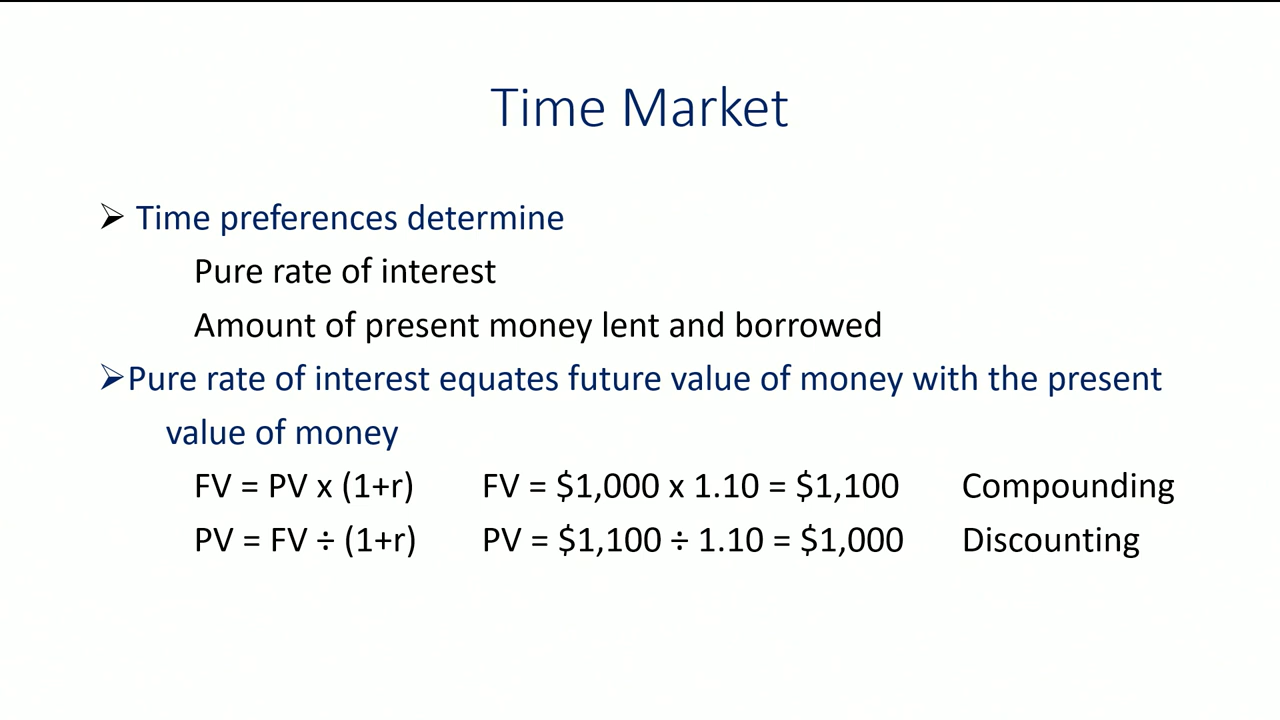 Time Market
➢ Time preferences determine
Pure rate of interest
Amount of present money lent and borrowed
➢Pure rate of interest equates future value of money with the present
value of money
FV = PV x (1+r) FV = $1,000 x 1.10 = $1,100 Compounding
PV = FV ÷ (1+r) PV = $1,100 ÷ 1.10 = $1,000 Discounting